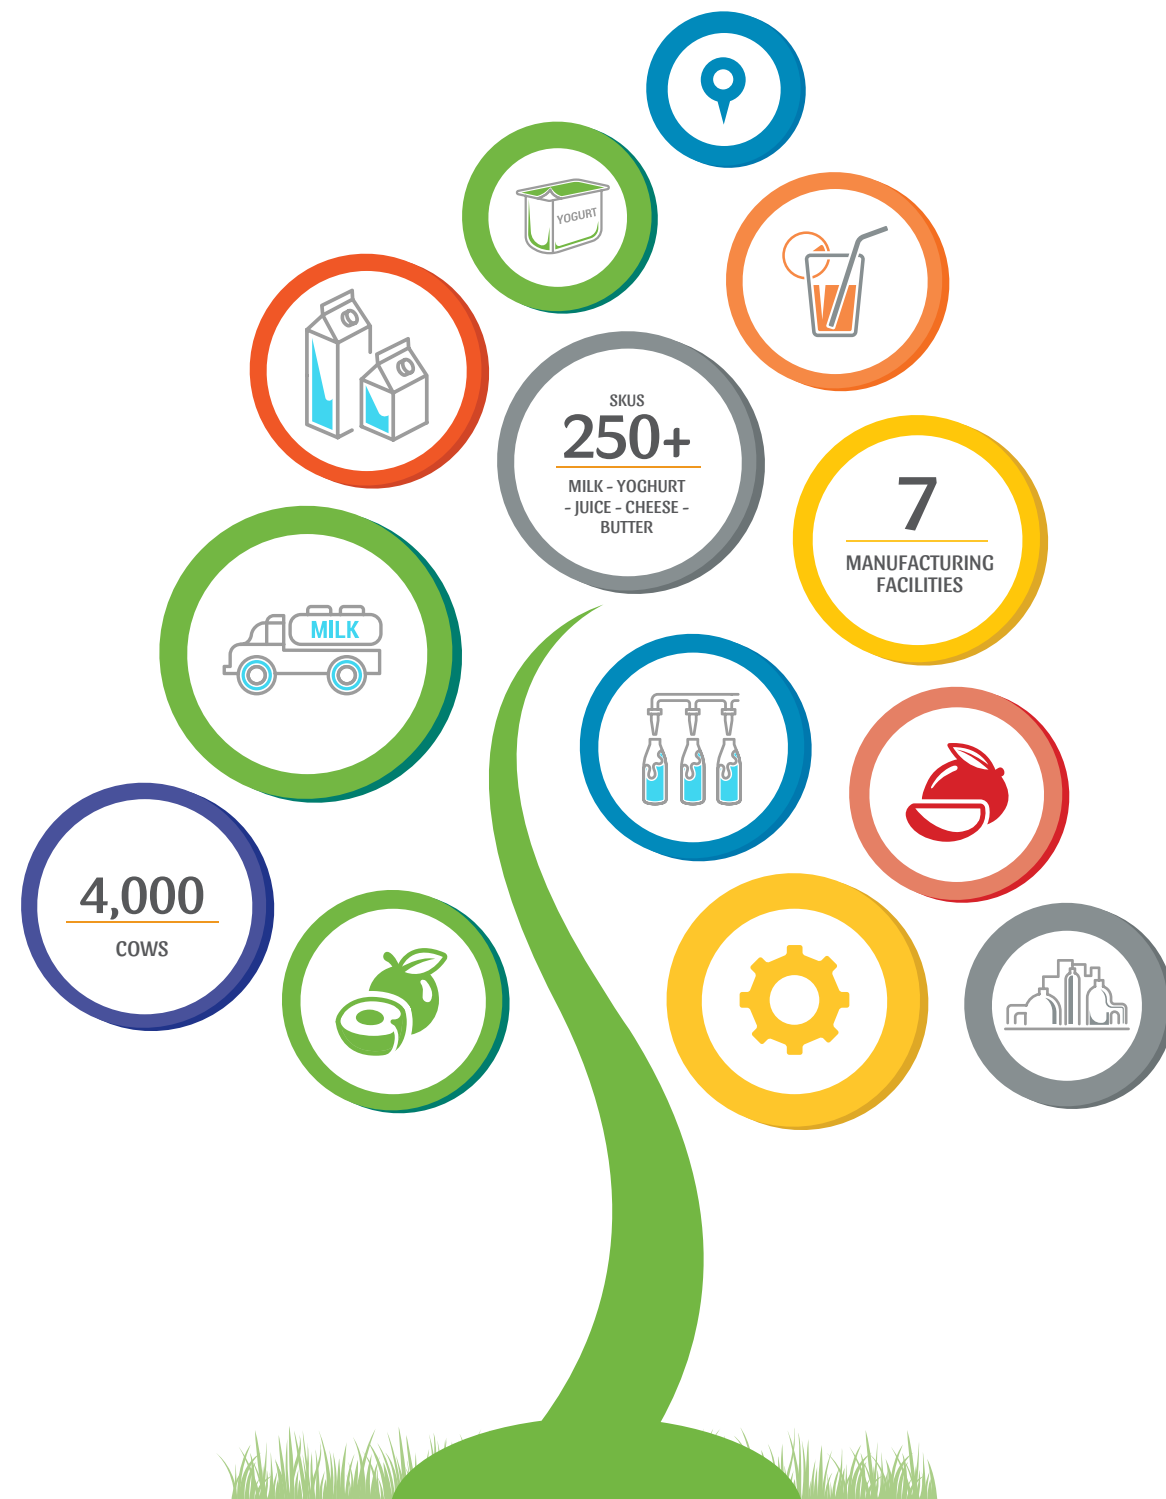 YOGURT
SKUS
250+
MILK - YOGHURT
- JUICE - CHEESE -
BUTTER
7
MANUFACTURING
FACILITIES
MILK
4,000
COWS